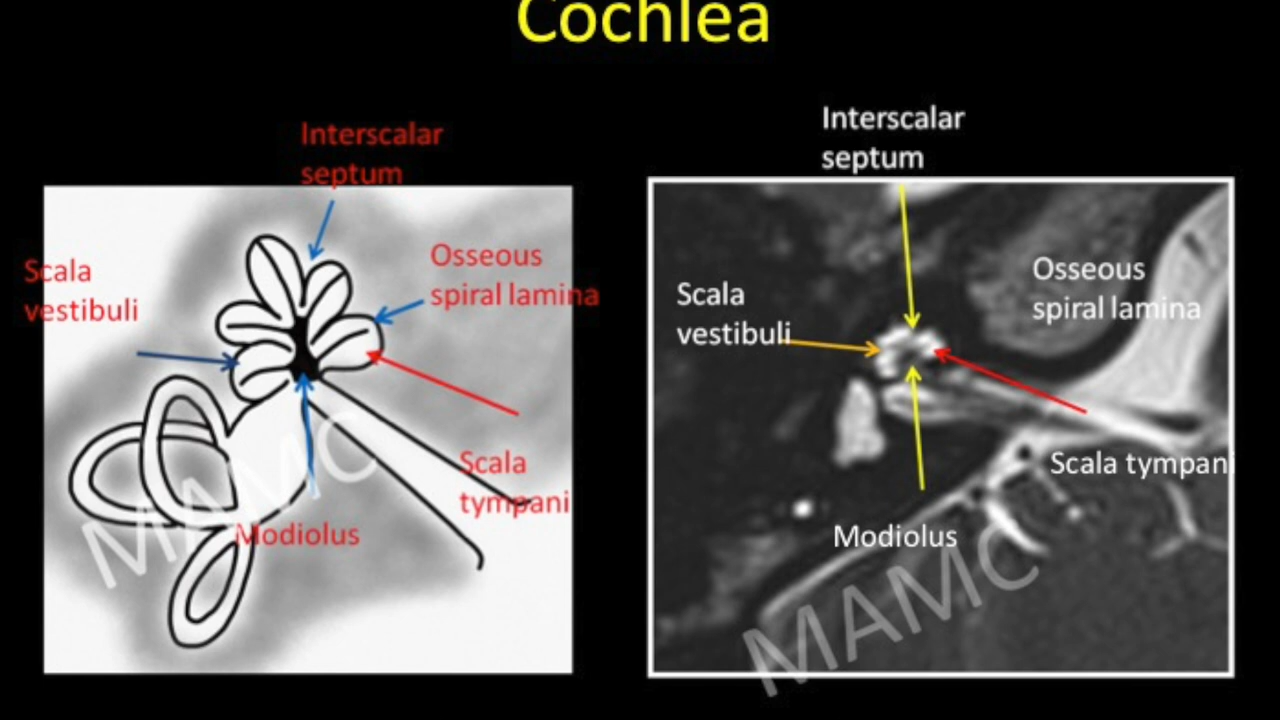 Cochlea
Interscalar
septum
Osseous
spiral lamina
Scala
vestibuli
Scala
tympani
Modiolus
MAMC
Interscalar
septum
Osseous
spiral lamina
Scala
vestibuli
Scala tympani
Modiolus
MAMC